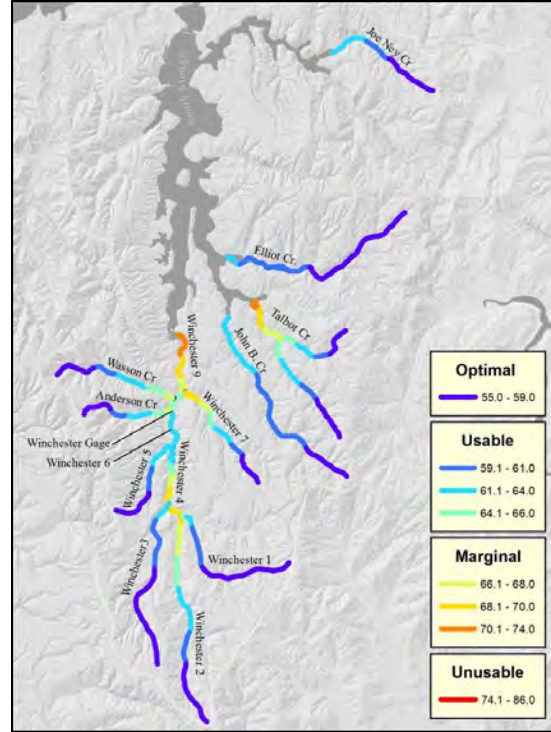 Joe Ney Cr
Elliot Cr.
Talbot Cr
John B. Cr
Winchester 9
Wasson Cr
Anderson Cr
Winchester 7
Winchester Gage
Winchester 6
Winchester 5
Winchester 4
Winchester 1
Winchester3
Winchester 2
Optimal
55.0 - 59.0
Usable
59.1 - 61.0
61.1 - 64.0
64.1 - 66.0
Marginal
66.1 - 68.0
68.1 - 70.0
70.1 - 74.0
Unusable
74.1 - 86.0